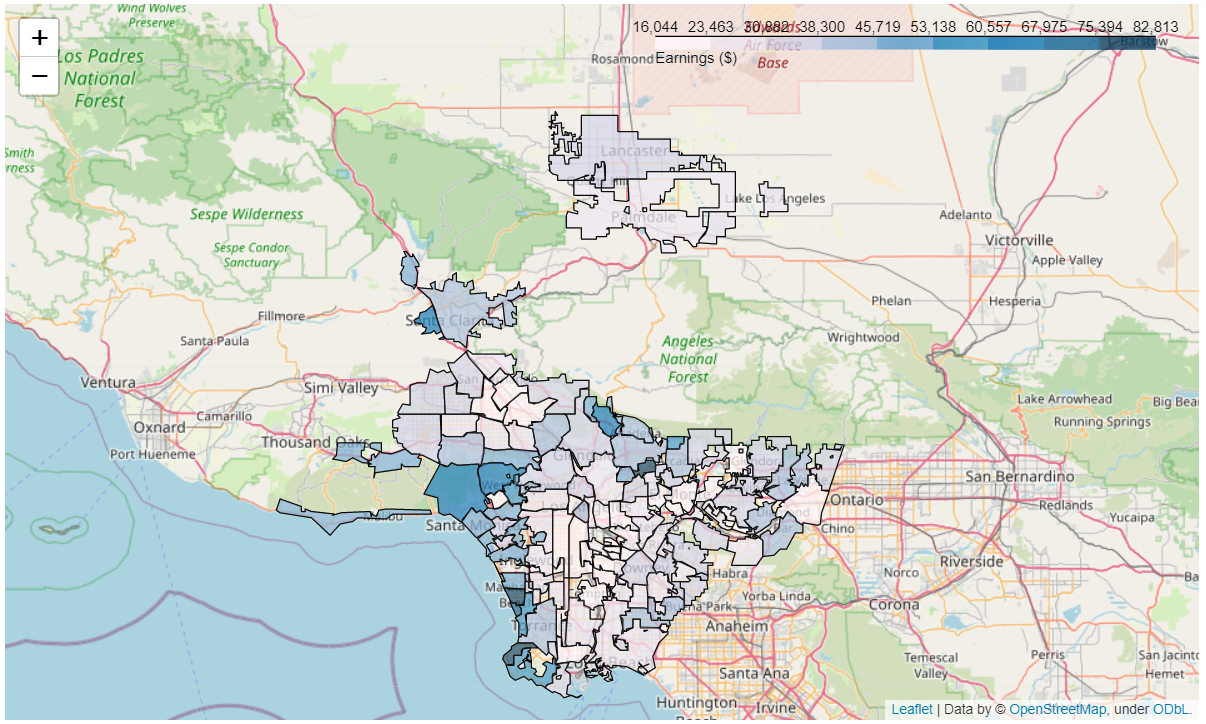 +
−
16,044 23,463 30,882 38,300 45,719 53,138 60,557 67,975 75,394 82,813
Earnings ($)
Wind Wolves
Preserve
Los Padres
National
Forest
Rosamond
Edwards
Air Force
Base
Barstow
Smith
Lancaster
Sespe Wilderness
Lake Los Angeles
Palmdale
Adelanto
Victorville
Sespe Condor
Sanctuary
Apple Valley
Phelan
Hesperia
Fillmore
Santa Paula
Angeles
National
Forest
Wrightwood
Ventura
Simi Valley
Camarillo
Oxnard
Thousand Oaks
Port Hueneme
Lake Arrowhead
Big Bear
Running Springs
San Bernardino
Ontario
Redlands
Malibu
Santa Monica
Chino
Yucaipa
Riverside
Habra
Norco
Yorba Linda
Corona
Buena Park
Anaheim
Torrance
Perris
San Jacinto
Temescal
Valley
Hemet
Santa Ana
Huntington
Beach
Irvine
Leaflet | Data by © OpenStreetMap, under ODbL.